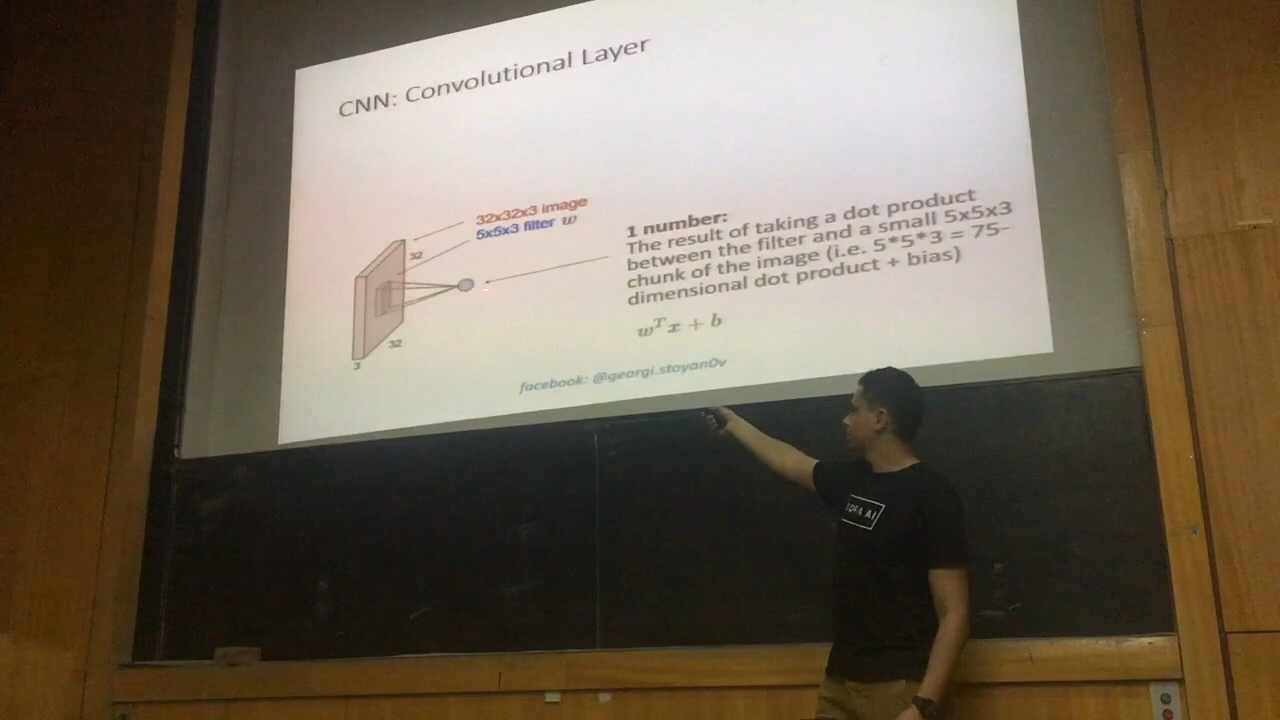 CNN: Convolutional Layer
32x32x3 image
5x5x3 filter w
32
32
3
1 number:
The result of taking a dot product
between the filter and a small 5x5x3
chunk of the image (i.e. 5*5*3 = 75-
dimensional dot product + bias)
wᵀx + b
facebook: @georgi.stoyan0v
AI